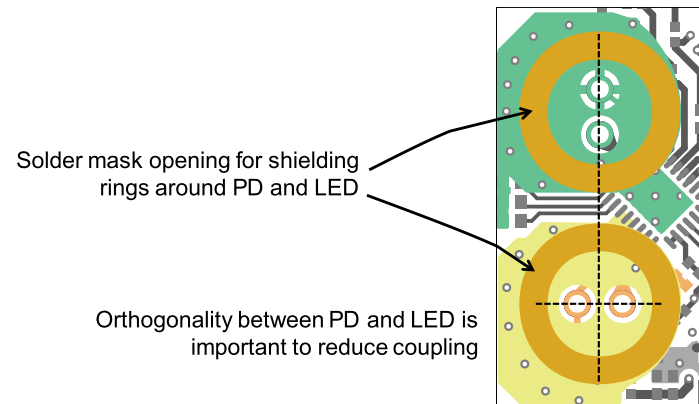 Solder mask opening for shielding
rings around PD and LED
Orthogonality between PD and LED is
important to reduce coupling